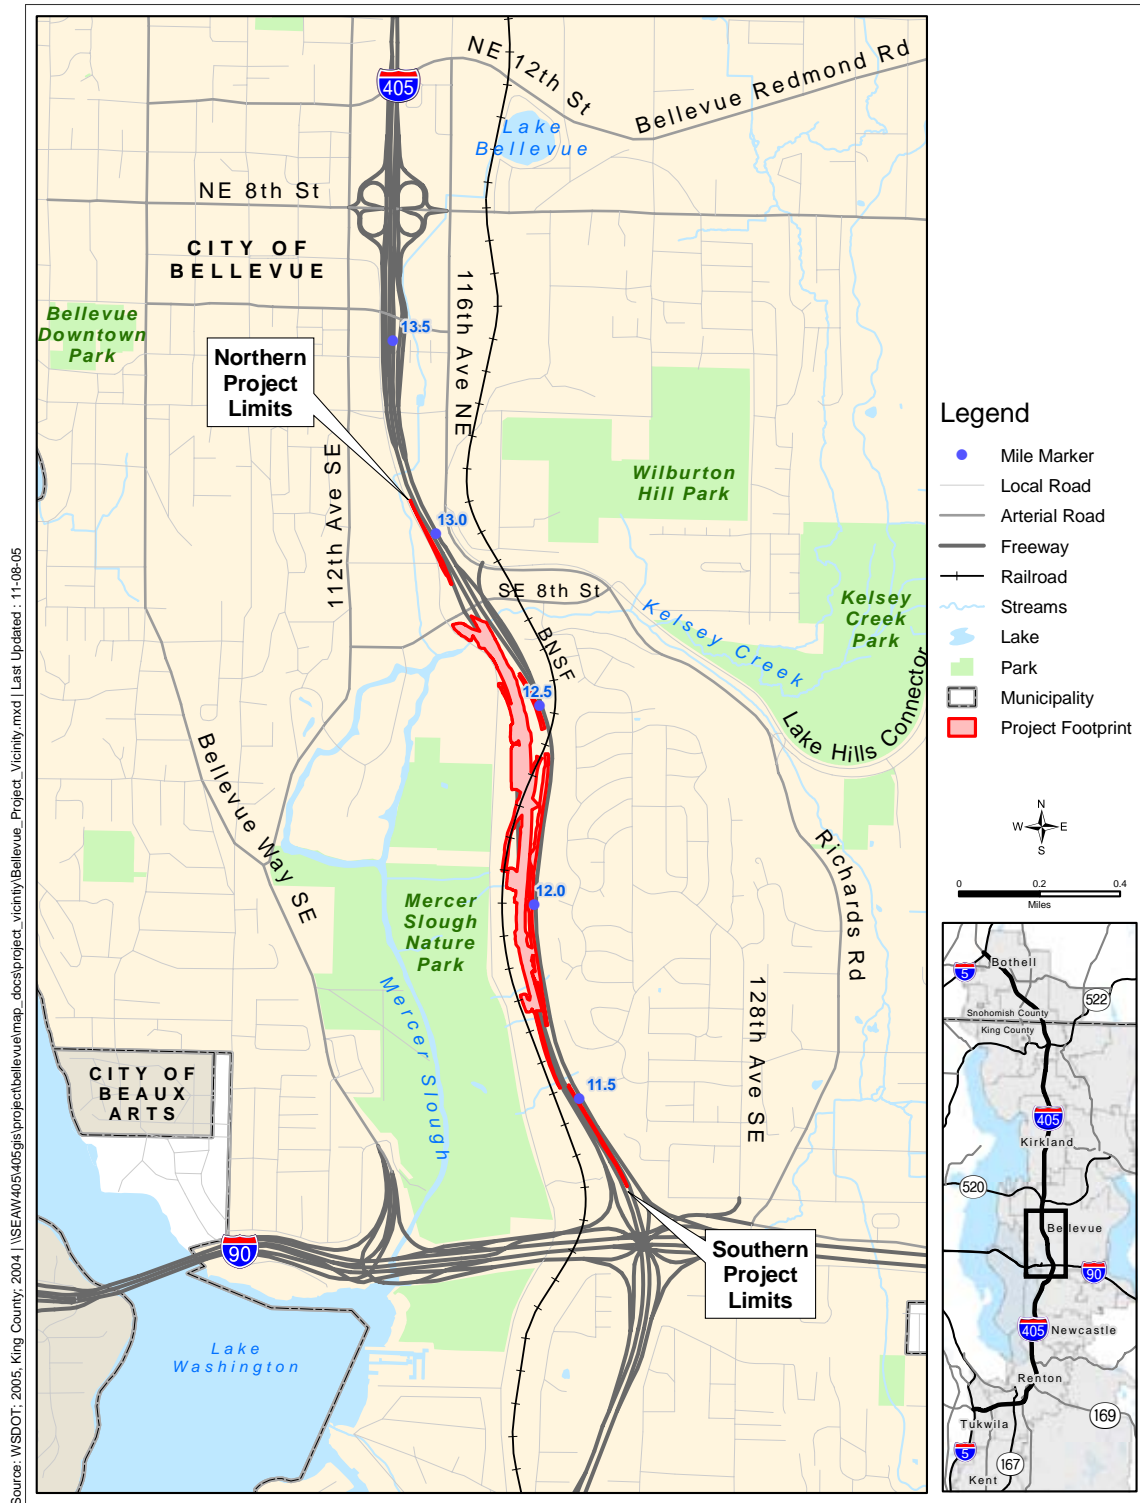 NE 12th St
Bellevue Redmond Rd
405
Lake
Bellevue
NE 8th St
CITY OF
BELLEVUE
116th Ave NE
Bellevue
Downtown
Park
13.5
Northern
Project
Limits
112th Ave SE
Wilburton
Hill Park
13.0
SE 8th St
Kelsey Creek
Kelsey
Creek
Park
BNSF
12.5
Lake Hills Connector
Bellevue Way SE
Richards Rd
12.0
Mercer
Slough
Nature
Park
Mercer Slough
128th Ave SE
11.5
CITY OF
BEAUX
ARTS
90
Southern
Project
Limits
Lake
Washington
Legend
Mile Marker
Local Road
Arterial Road
Freeway
Railroad
Streams
Lake
Park
Municipality
Project Footprint
N
W E
S
0 0.2 0.4
Miles
5
Bothell
522
Snohomish County
King County
405
Kirkland
520
Bellevue
90
405
Newcastle
Renton
169
Tukwila
5
167
Kent
Source: WSDOT; 2005, King County; 2004 | \\SEAW405\405gis\project\bellevue\map_docs\project_vicintiy\Bellevue_Project_Vicinity.mxd | Last Updated : 11-08-05